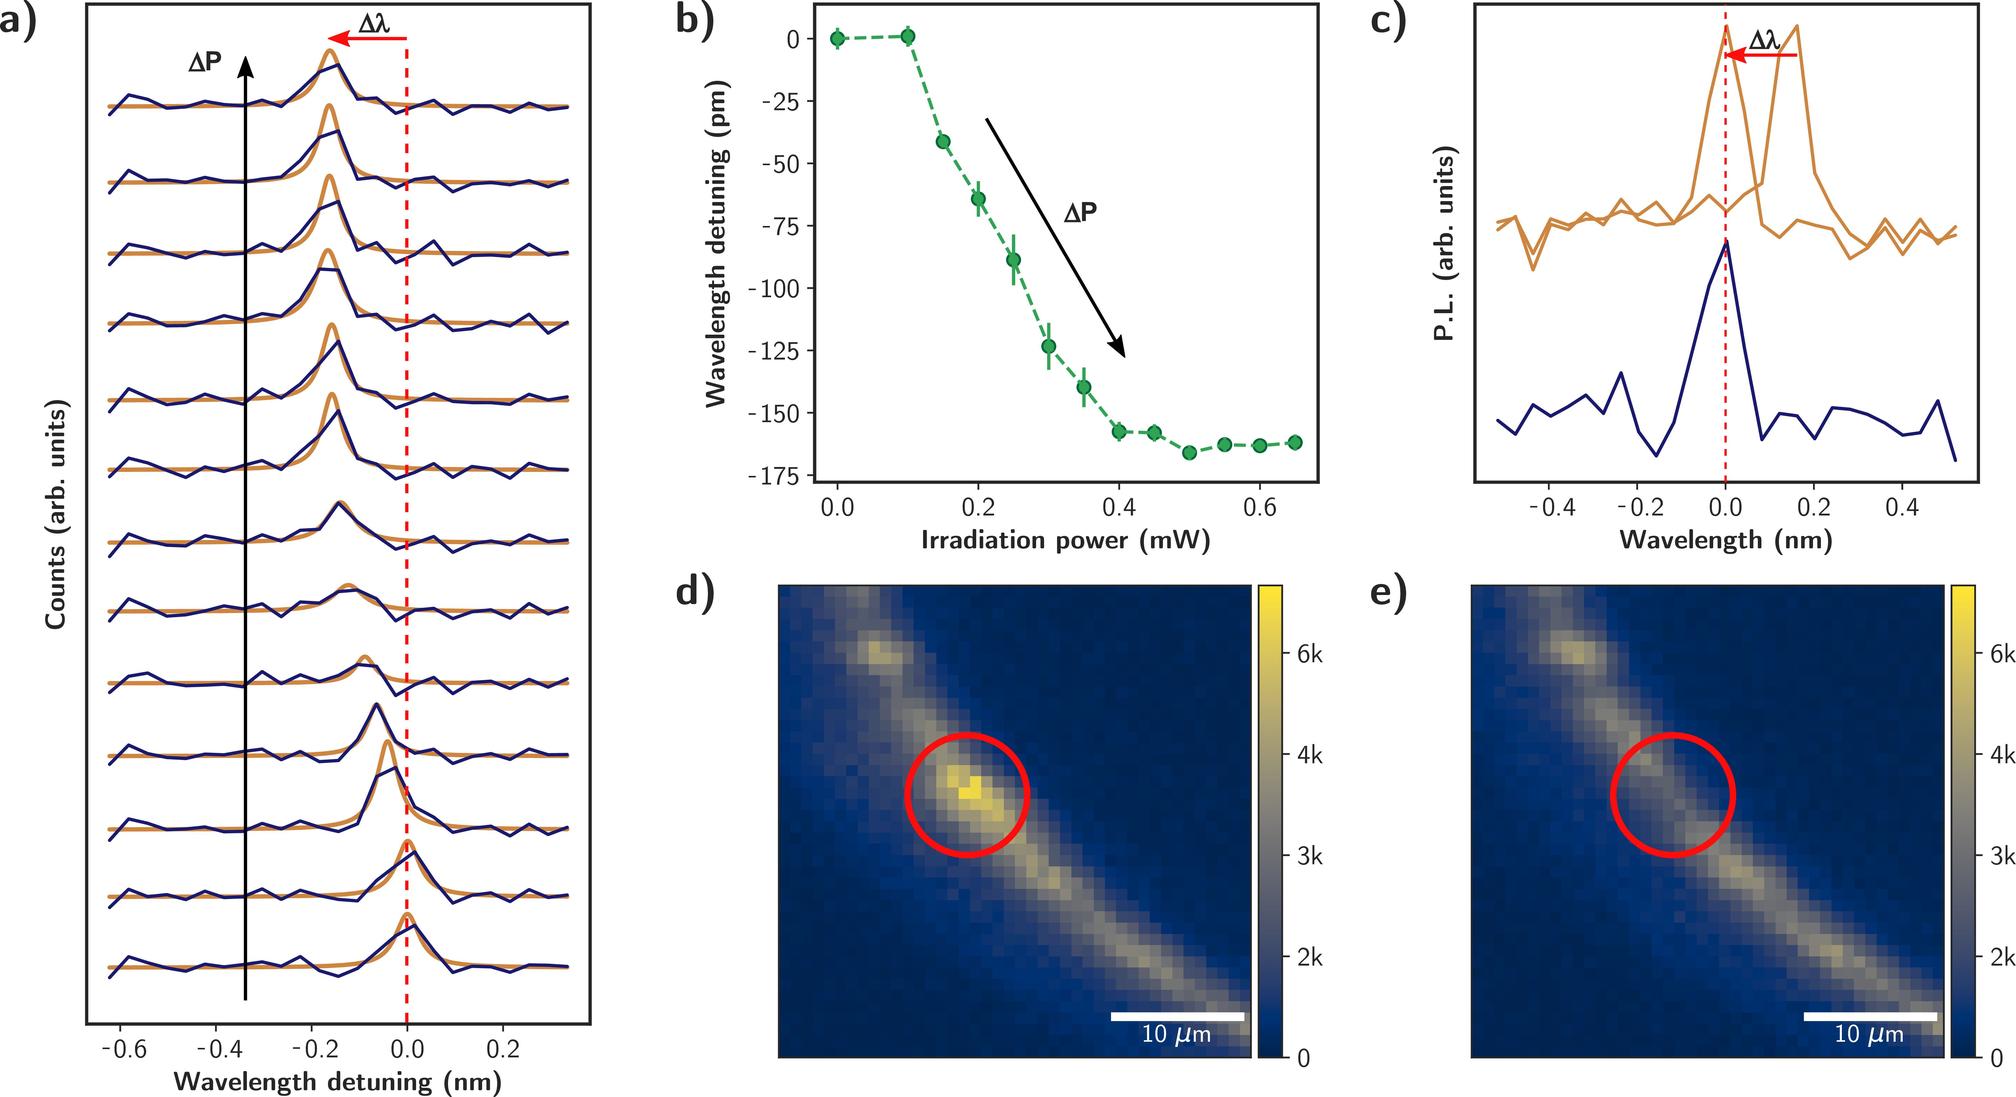 a)
Δλ
ΔP
Counts (arb. units)
-0.6 -0.4 -0.2 0.0 0.2
Wavelength detuning (nm)
b)
0
-25
-50
-75
-100
-125
-150
-175
Wavelength detuning (pm)
ΔP
0.0 0.2 0.4 0.6
Irradiation power (mW)
c)
Δλ
P.L. (arb. units)
-0.4 -0.2 0.0 0.2 0.4
Wavelength (nm)
d)
6k
4k
3k
2k
0
10 μm
e)
6k
4k
3k
2k
0
10 μm